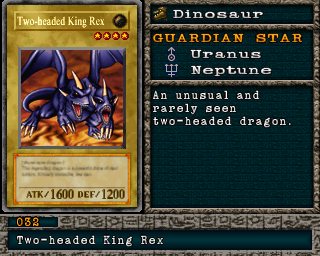 Two-headed King Rex
ATK/1600 DEF/1200
Dinosaur
GUARDIAN STAR
Uranus
Neptune
An unusual and
rarely seen
two-headed dragon.
032
Two-headed King Rex